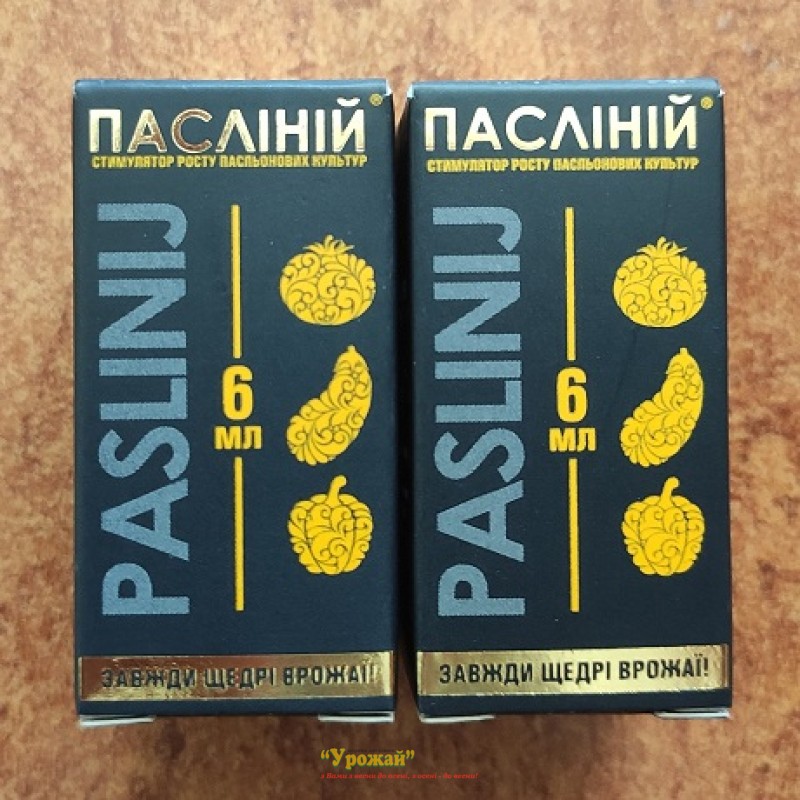 ПАСЛІНІЙ®
СТИМУЛЯТОР РОСТУ ПАСЛЬОНОВИХ КУЛЬТУР
PASLINIJ
6
МЛ
ЗАВЖДИ ЩЕДРІ ВРОЖАЇ!
ПАСЛІНІЙ®
СТИМУЛЯТОР РОСТУ ПАСЛЬОНОВИХ КУЛЬТУР
PASLINIJ
6
МЛ
ЗАВЖДИ ЩЕДРІ ВРОЖАЇ!
“Урожай”